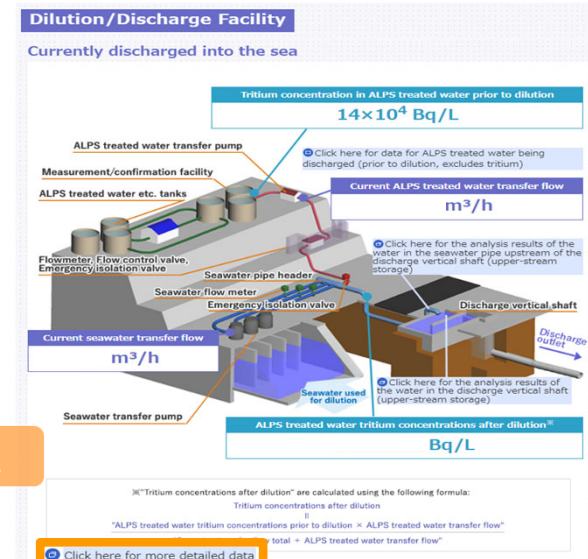 Dilution/Discharge Facility
Currently discharged into the sea
Tritium concentration in ALPS treated water prior to dilution
14×10⁴ Bq/L
ALPS treated water transfer pump
Click here for data for ALPS treated water being
discharged (prior to dilution, excludes tritium)
Measurement/confirmation facility
ALPS treated water etc. tanks
Current ALPS treated water transfer flow
m³/h
Click here for the analysis results of the
water in the seawater pipe upstream of the
discharge vertical shaft (upper-stream
storage)
Flowmeter, Flow control valve,
Emergency isolation valve
Seawater pipe header
Seawater flow meter
Emergency isolation valve
Discharge vertical shaft
Discharge
outlet
Current seawater transfer flow
m³/h
Click here for the analysis results of
the water in the discharge vertical shaft
(upper-stream storage)
Seawater used
for dilution
Seawater transfer pump
ALPS treated water tritium concentrations after dilution※
Bq/L
※"Tritium concentrations after dilution" are calculated using the following formula:
Tritium concentrations after dilution
=
"ALPS treated water tritium concentrations prior to dilution × ALPS treated water transfer flow"
total + ALPS treated water transfer flow"
Click here for more detailed data